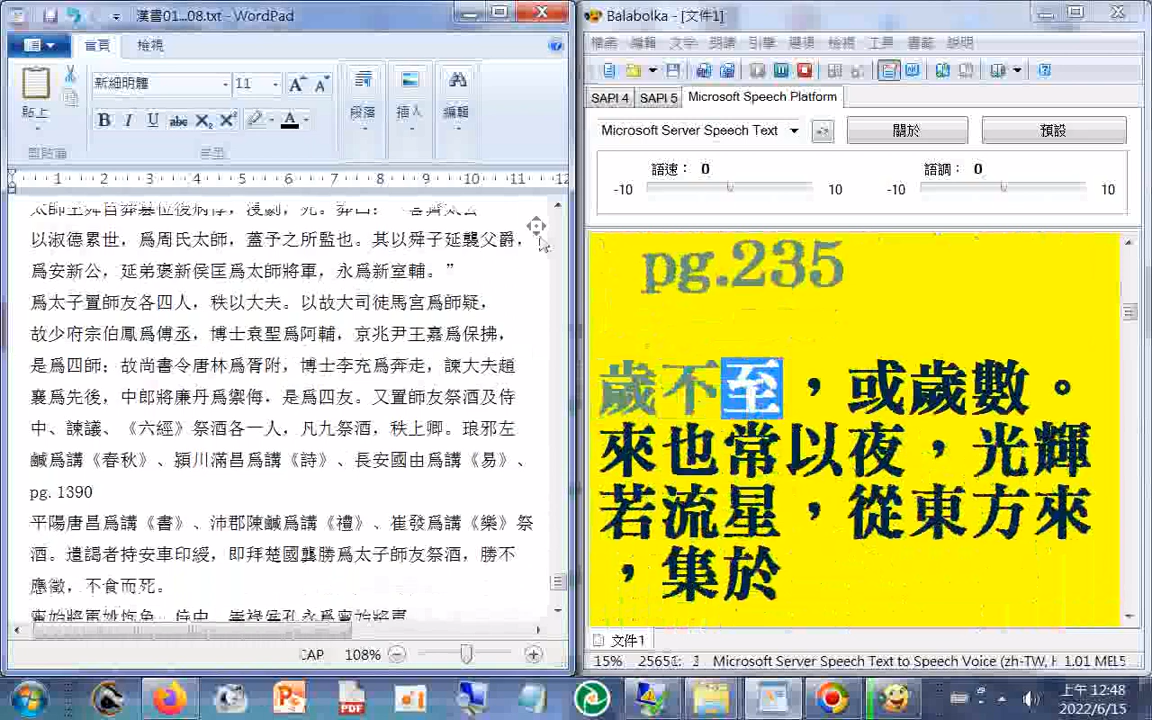 漢書01...08.txt - WordPad
首頁 檢視
貼上
新細明體 11
段落 插入 編輯
B I U abc X₂ X²
剪貼簿 字型
1 2 3 4 5 6 7 8 9 10 11 12
以淑德累世，爲周氏太師，蓋予之所監也。其以舜子延襲父爵，
爲安新公，延弟褒新侯匡爲太師將軍，永爲新室輔。”
爲太子置師友各四人，秩以大夫。以故大司徒馬宮爲師疑，
故少府宗伯鳳爲傅丞，博士袁聖爲阿輔，京兆尹王嘉爲保拂，
是爲四師：故尚書令唐林爲胥附，博士李充爲奔走，諫大夫趙
襄爲先後，中郎將廉丹爲禦侮，是爲四友。又置師友祭酒及侍
中、諫議、《六經》祭酒各一人，凡九祭酒，秩上卿。琅邪左
鹹爲講《春秋》、潁川滿昌爲講《詩》、長安國由爲講《易》、
pg. 1390
平陽唐昌爲講《書》、沛郡陳鹹爲講《禮》、崔發爲講《樂》祭
酒。遣謁者持安車印綬，即拜楚國龔勝爲太子師友祭酒，勝不
應徵，不食而死。
CAP 108%
Balabolka - [文件1]
檔案 編輯 文字 朗讀 引擎 選項 檢視 工具 書籤 說明
SAPI 4 SAPI 5 Microsoft Speech Platform
Microsoft Server Speech Text 關於 預設
語速： 0 語調： 0
-10 10 -10 10
pg.235
歲不至，或歲數。
來也常以夜，光輝
若流星，從東方來
，集於
文件1
15% Microsoft Server Speech Text to Speech Voice (zh-TW, H
PDF
上午 12:48
2022/6/15